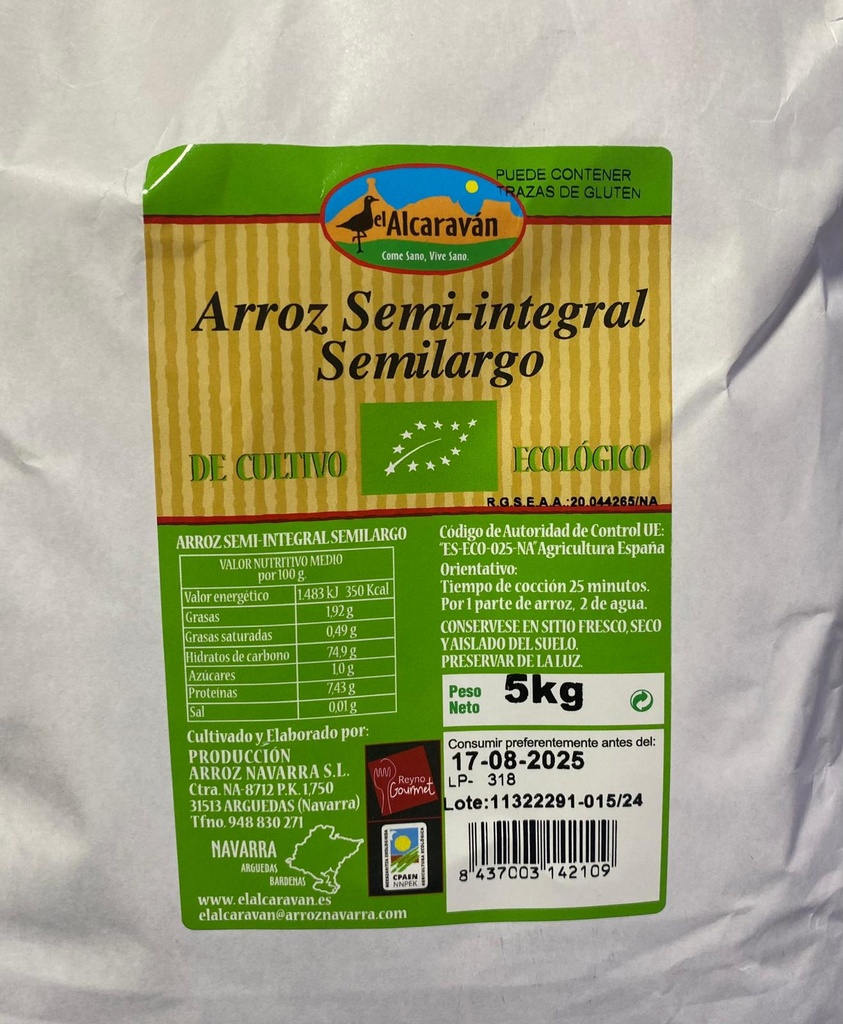 PUEDE CONTENER
TRAZAS DE GLUTEN
el Alcaraván
Come Sano, Vive Sano.
Arroz Semi-integral
Semilargo
DE CULTIVO ECOLÓGICO
R.G.S.E.A.A.:20.044265/NA
ARROZ SEMI-INTEGRAL SEMILARGO
VALOR NUTRITIVO MEDIO
por 100 g.
Valor energético 1.483 kJ 350 Kcal
Grasas 1,92 g
Grasas saturadas 0,49 g
Hidratos de carbono 74,9 g
Azúcares 1,0 g
Proteínas 7,43 g
Sal 0,01 g
Cultivado y Elaborado por:
PRODUCCIÓN
ARROZ NAVARRA S.L.
Ctra. NA-8712 P.K. 1,750
31513 ARGUEDAS (Navarra)
Tfno. 948 830 271
NAVARRA
ARGUEDAS
BARDENAS
www.elalcaravan.es
elalcaravan@arroznavarra.com
Código de Autoridad de Control UE:
"ES-ECO-025-NA" Agricultura España
Orientativo:
Tiempo de cocción 25 minutos.
Por 1 parte de arroz, 2 de agua.
CONSERVESE EN SITIO FRESCO, SECO
Y AISLADO DEL SUELO.
PRESERVAR DE LA LUZ.
Peso
Neto
5kg
Reyno
Gourmet
CPAEN
NNPEK
AGRICULTURA ECOLÓGICA
Consumir preferentemente antes del:
17-08-2025
LP- 318
Lote:11322291-015/24
8 437003 142109